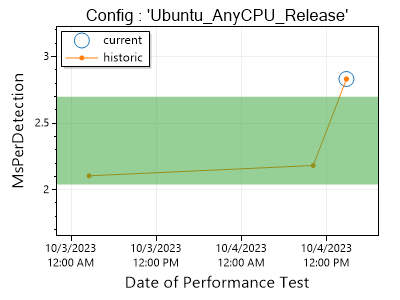 Config : 'Ubuntu_AnyCPU_Release'
current
historic
MsPerDetection
3
2.5
2
10/3/2023 10/3/2023 10/4/2023 10/4/2023
12:00 AM 12:00 PM 12:00 AM 12:00 PM
Date of Performance Test